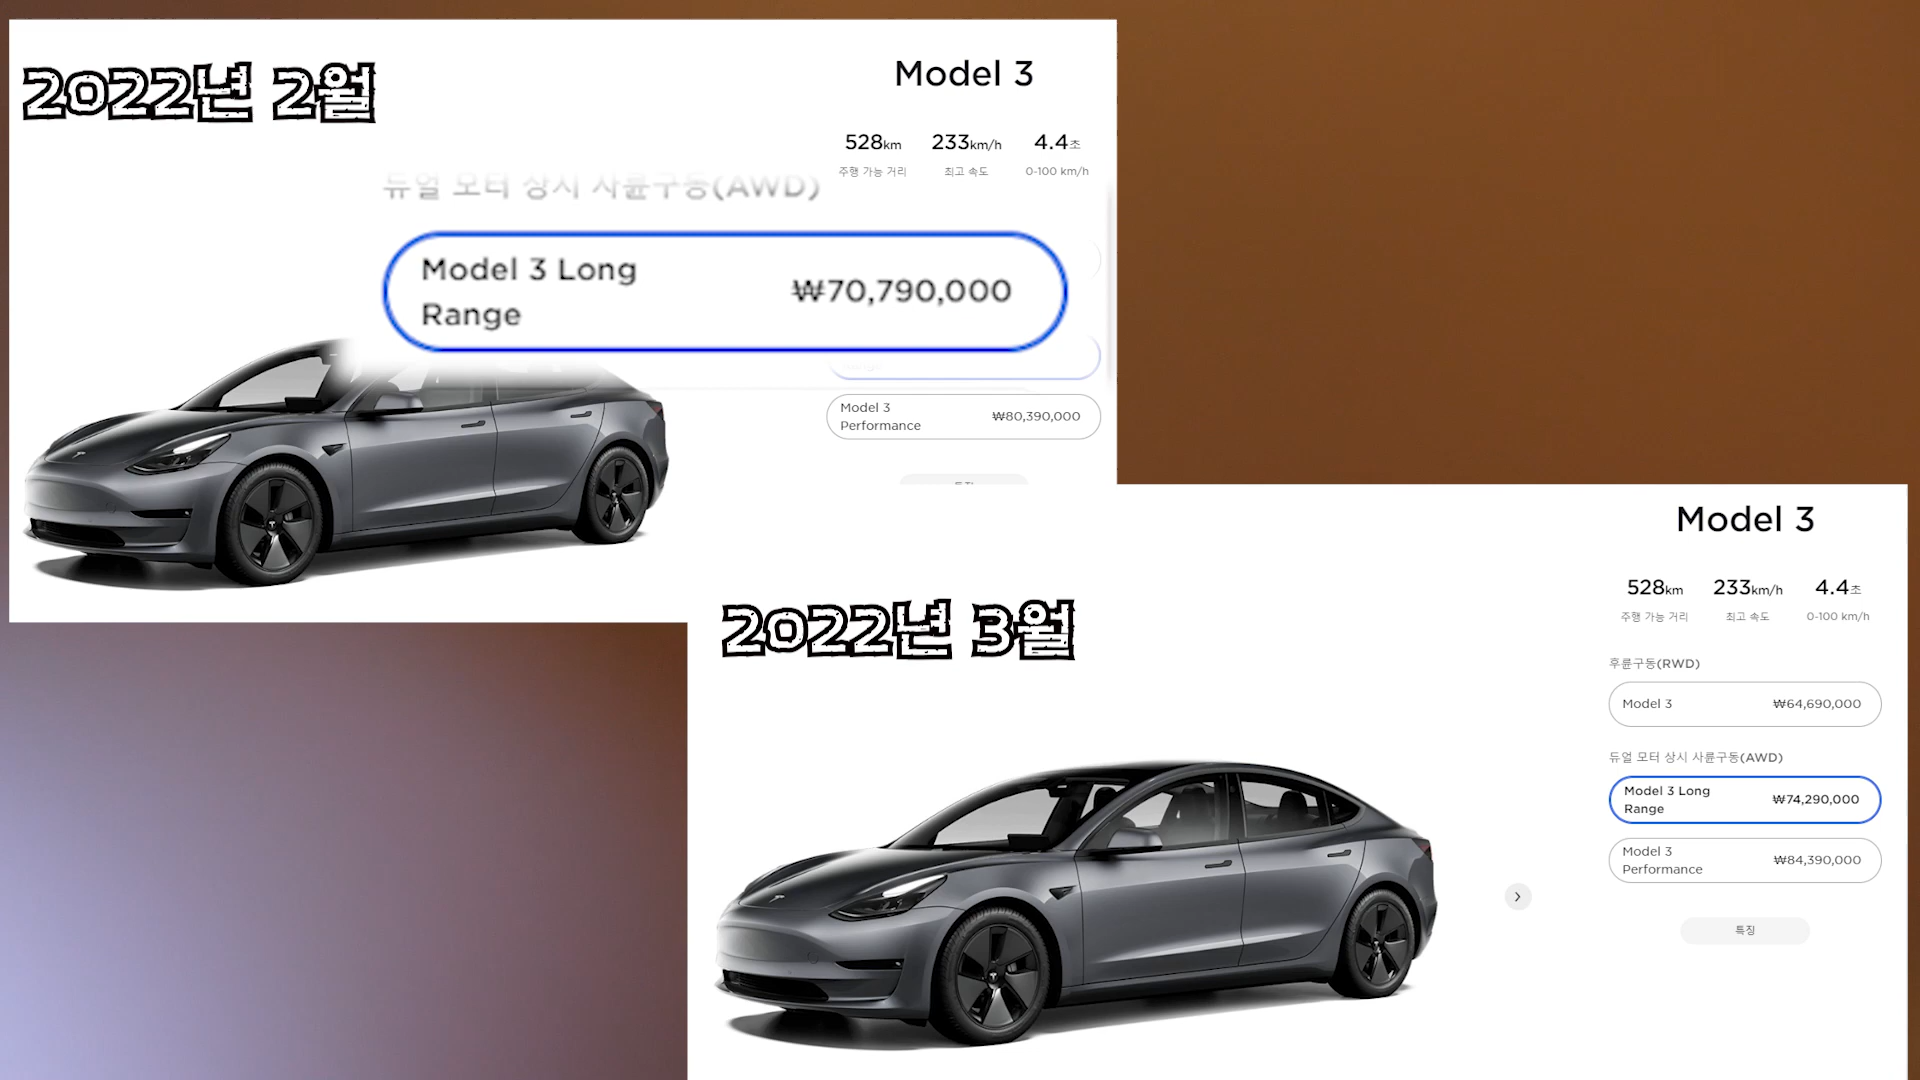 2022년 2월
Model 3
528km 233km/h 4.4초
주행 가능 거리 최고 속도 0-100 km/h
듀얼 모터 상시 사륜구동(AWD)
Model 3 Long
Range
₩70,790,000
Model 3
Performance
₩80,390,000
2022년 3월
Model 3
528km 233km/h 4.4초
주행 가능 거리 최고 속도 0-100 km/h
후륜구동(RWD)
Model 3 ₩64,690,000
듀얼 모터 상시 사륜구동(AWD)
Model 3 Long
Range
₩74,290,000
Model 3
Performance
₩84,390,000
특징